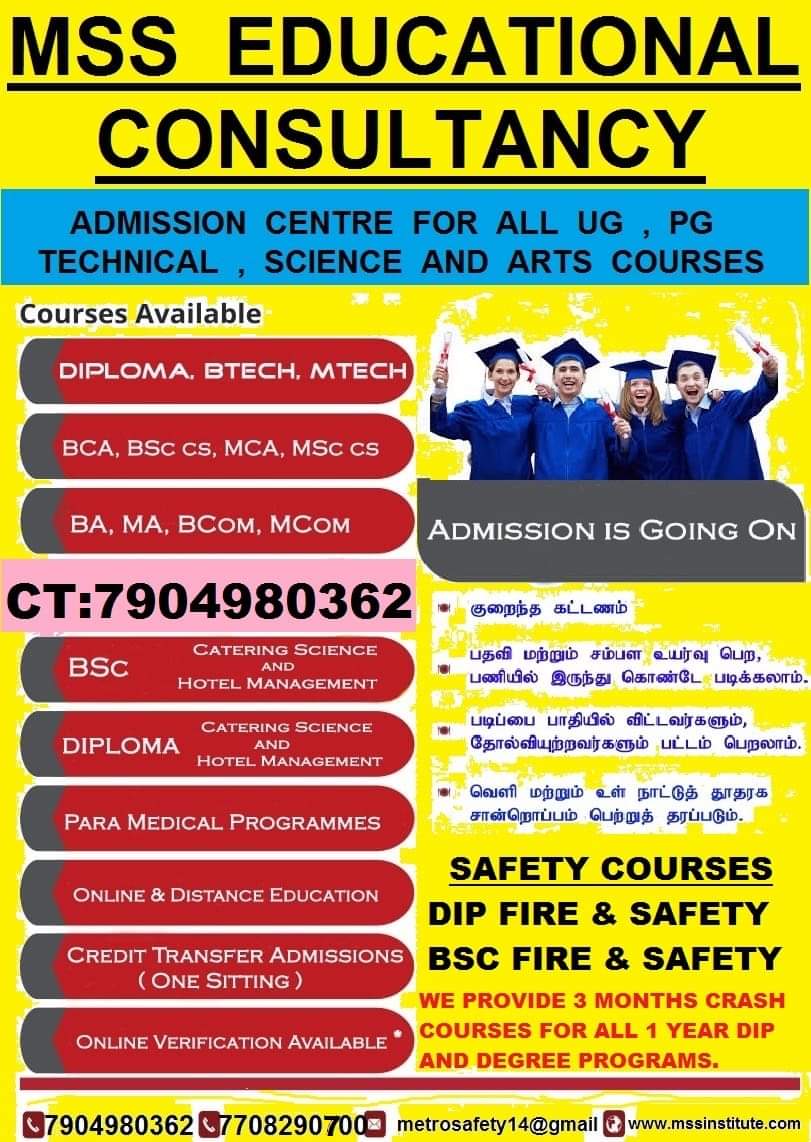 MSS EDUCATIONAL
CONSULTANCY
ADMISSION CENTRE FOR ALL UG , PG
TECHNICAL , SCIENCE AND ARTS COURSES
Courses Available
DIPLOMA, BTECH, MTECH
BCA, BSC CS, MCA, MSC CS
BA, MA, BCOM, MCOM
CT:7904980362
BSC
CATERING SCIENCE
AND
HOTEL MANAGEMENT
DIPLOMA
CATERING SCIENCE
AND
HOTEL MANAGEMENT
PARA MEDICAL PROGRAMMES
ONLINE & DISTANCE EDUCATION
CREDIT TRANSFER ADMISSIONS
( ONE SITTING )
ONLINE VERIFICATION AVAILABLE *
ADMISSION IS GOING ON
குறைந்த கட்டணம்
பதவி மற்றும் சம்பள உயர்வு பெற,
பணியில் இருந்து கொண்டே படிக்கலாம்.
படிப்பை பாதியில் விட்டவர்களும்,
தோல்வியுற்றவர்களும் பட்டம் பெறலாம்.
வெளி மற்றும் உள் நாட்டுத் தூதரக
சான்றொப்பம் பெற்றுத் தரப்படும்.
SAFETY COURSES
DIP FIRE & SAFETY
BSC FIRE & SAFETY
WE PROVIDE 3 MONTHS CRASH
COURSES FOR ALL 1 YEAR DIP
AND DEGREE PROGRAMS.
7904980362 7708290700 metrosafety14@gmail www.mssinstitute.com